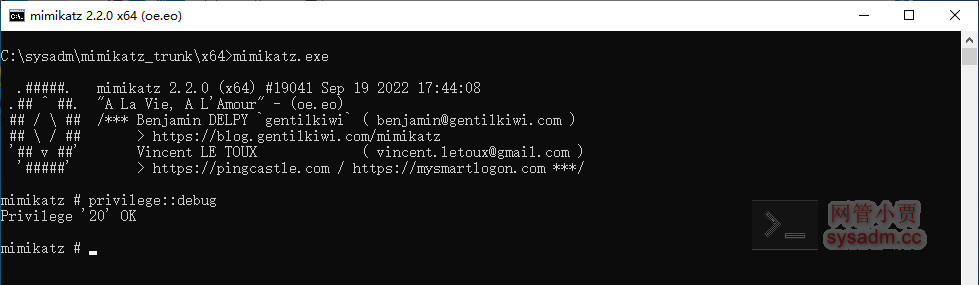 mimikatz 2.2.0 x64 (oe.eo)
C:\sysadm\mimikatz_trunk\x64>mimikatz.exe
  .#####.   mimikatz 2.2.0 (x64) #19041 Sep 19 2022 17:44:08
 .## ^ ##.  "A La Vie, A L'Amour" - (oe.eo)
 ## / \ ##  /*** Benjamin DELPY `gentilkiwi` ( benjamin@gentilkiwi.com )
 ## \ / ##       > https://blog.gentilkiwi.com/mimikatz
 '## v ##'       Vincent LE TOUX             ( vincent.letoux@gmail.com )
  '#####'        > https://pingcastle.com / https://mysmartlogon.com ***/
mimikatz # privilege::debug
Privilege '20' OK
mimikatz #
网管小贾
sysadm.cc